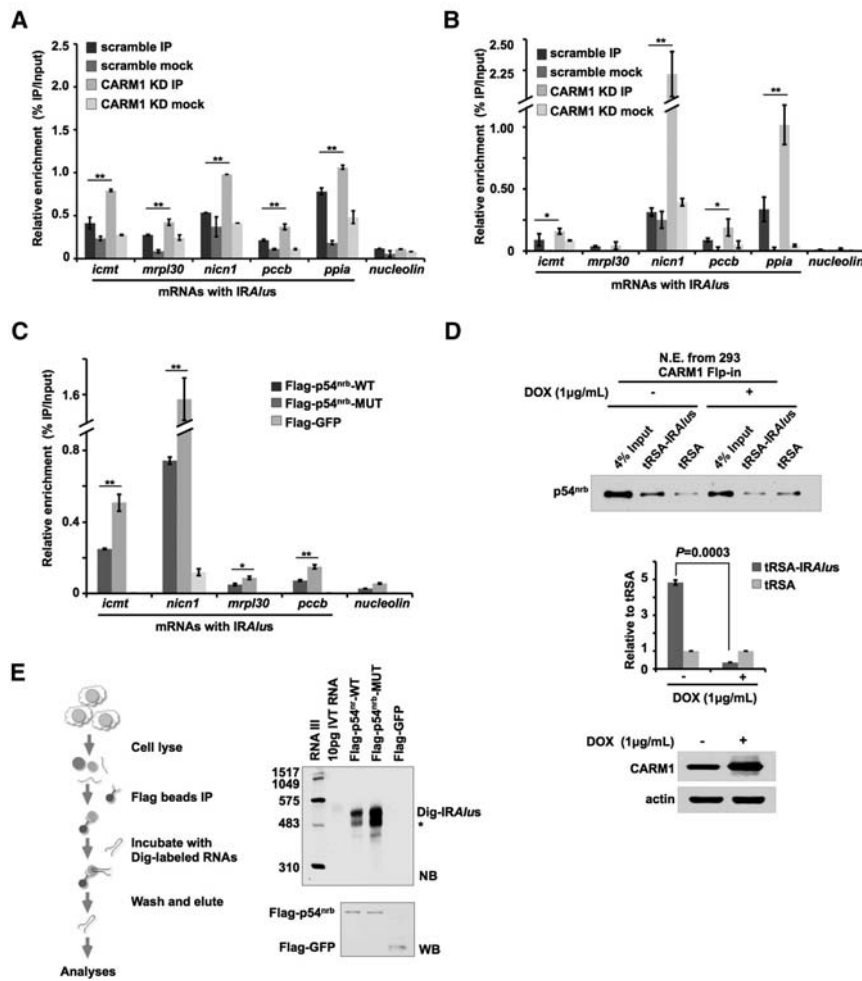 A
scramble IP
scramble mock
CARM1 KD IP
CARM1 KD mock
Relative enrichment (% IP/Input)
2.5
2.0
1.5
1.0
0.5
0
**
**
**
**
**
icmt
mrpl30
nicn1
pccb
ppia
nucleolin
mRNAs with IRAlus
B
scramble IP
scramble mock
CARM1 KD IP
CARM1 KD mock
Relative enrichment (% IP/Input)
2.50
2.25
1.00
0.50
0
*
**
*
**
icmt
mrpl30
nicn1
pccb
ppia
nucleolin
mRNAs with IRAlus
C
Flag-p54nrb-WT
Flag-p54nrb-MUT
Flag-GFP
Relative enrichment (% IP/Input)
1.6
0.8
0.4
0
**
**
*
**
icmt
nicn1
mrpl30
pccb
nucleolin
mRNAs with IRAlus
D
N.E. from 293
CARM1 Flp-in
DOX (1μg/mL)
-
+
4% Input
tRSA-IRAlus
tRSA
4% Input
tRSA-IRAlus
tRSA
p54nrb
P=0.0003
tRSA-IRAlus
tRSA
Relative to tRSA
5
3
1
0
-
+
DOX (1μg/mL)
DOX (1μg/mL)
-
+
CARM1
actin
E
Cell lyse
Flag beads IP
Incubate with
Dig-labeled RNAs
Wash and elute
Analyses
RNA III
10pg IVT RNA
Flag-p54nr-WT
Flag-p54nrb-MUT
Flag-GFP
1517
1049
575
483
310
Dig-IRAlus
*
NB
Flag-p54nrb
Flag-GFP
WB